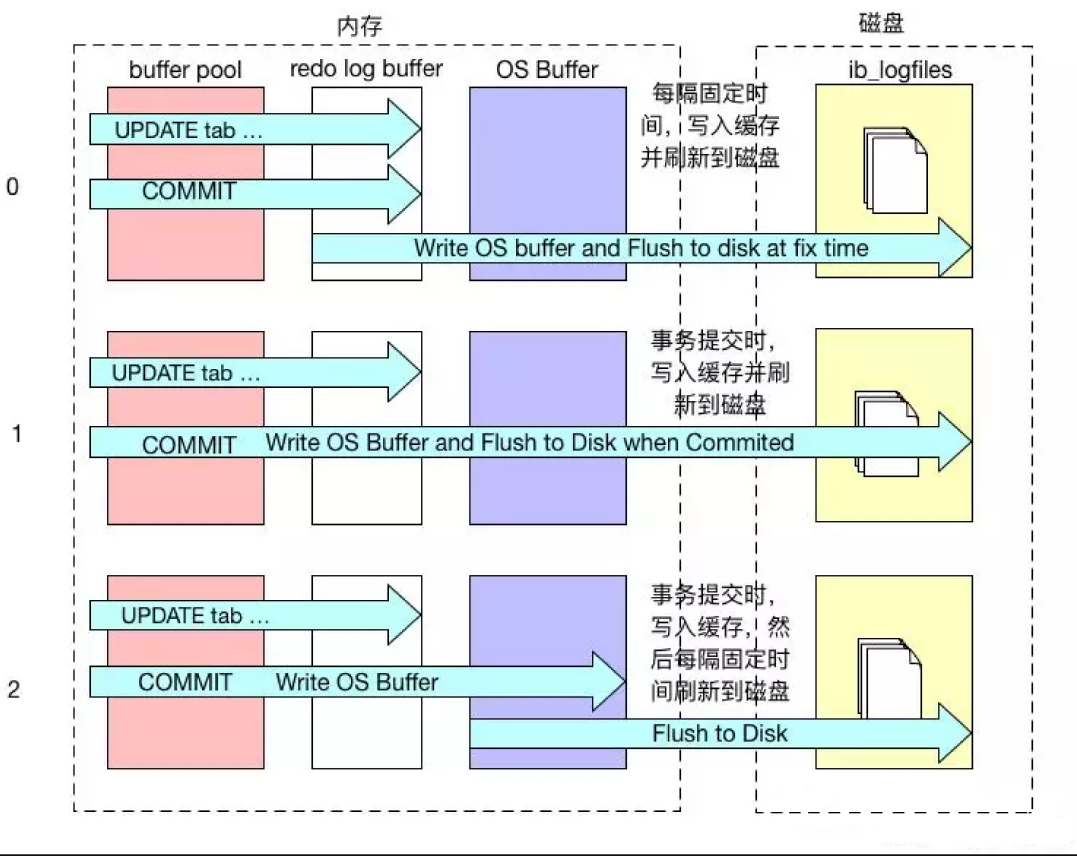 内存
磁盘
buffer pool
redo log buffer
OS Buffer
ib_logfiles
0
UPDATE tab ...
COMMIT
每隔固定时
间，写入缓存
并刷新到磁盘
Write OS buffer and Flush to disk at fix time
1
UPDATE tab ...
事务提交时，
写入缓存并刷
新到磁盘
COMMIT Write OS Buffer and Flush to Disk when Commited
2
UPDATE tab ...
COMMIT Write OS Buffer
事务提交时，
写入缓存，然
后每隔固定时
间刷新到磁盘
Flush to Disk